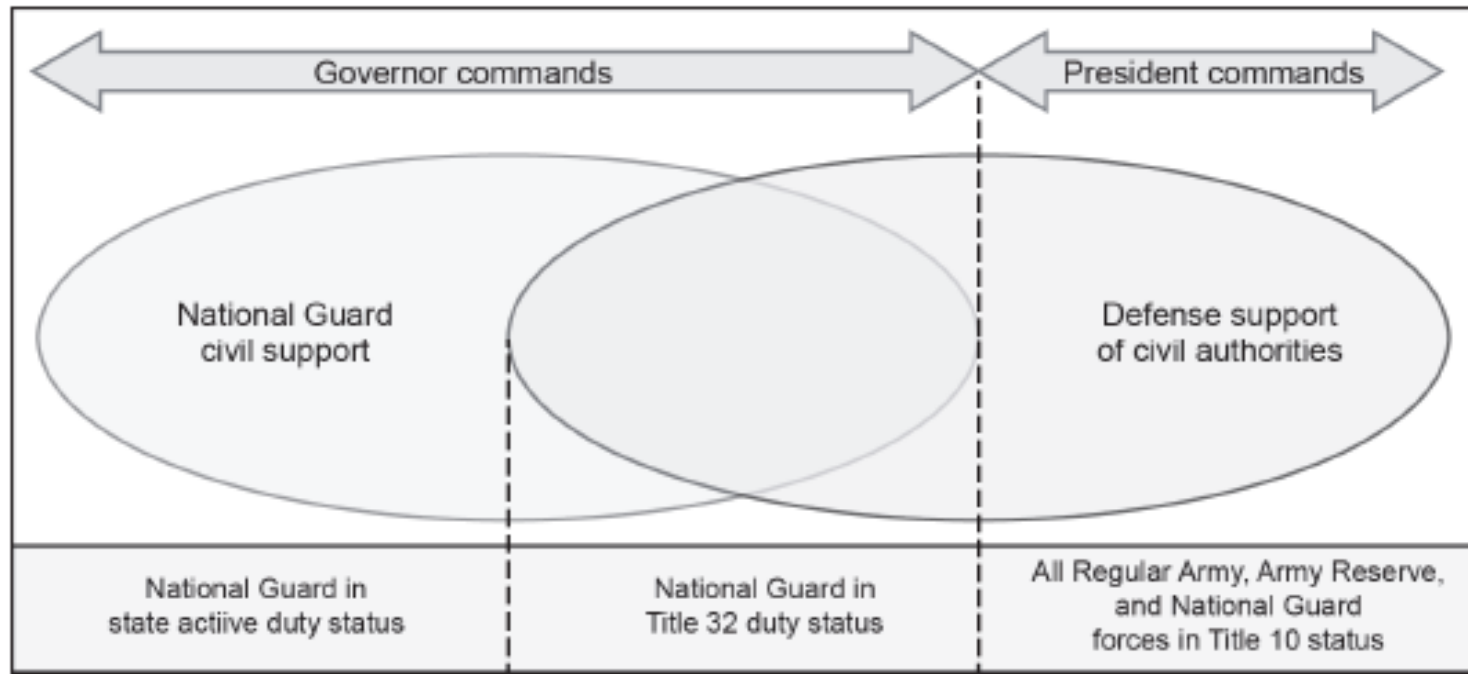 Governor commands
President commands
National Guard
civil support
Defense support
of civil authorities
National Guard in
state actiive duty status
National Guard in
Title 32 duty status
All Regular Army, Army Reserve,
and National Guard
forces in Title 10 status